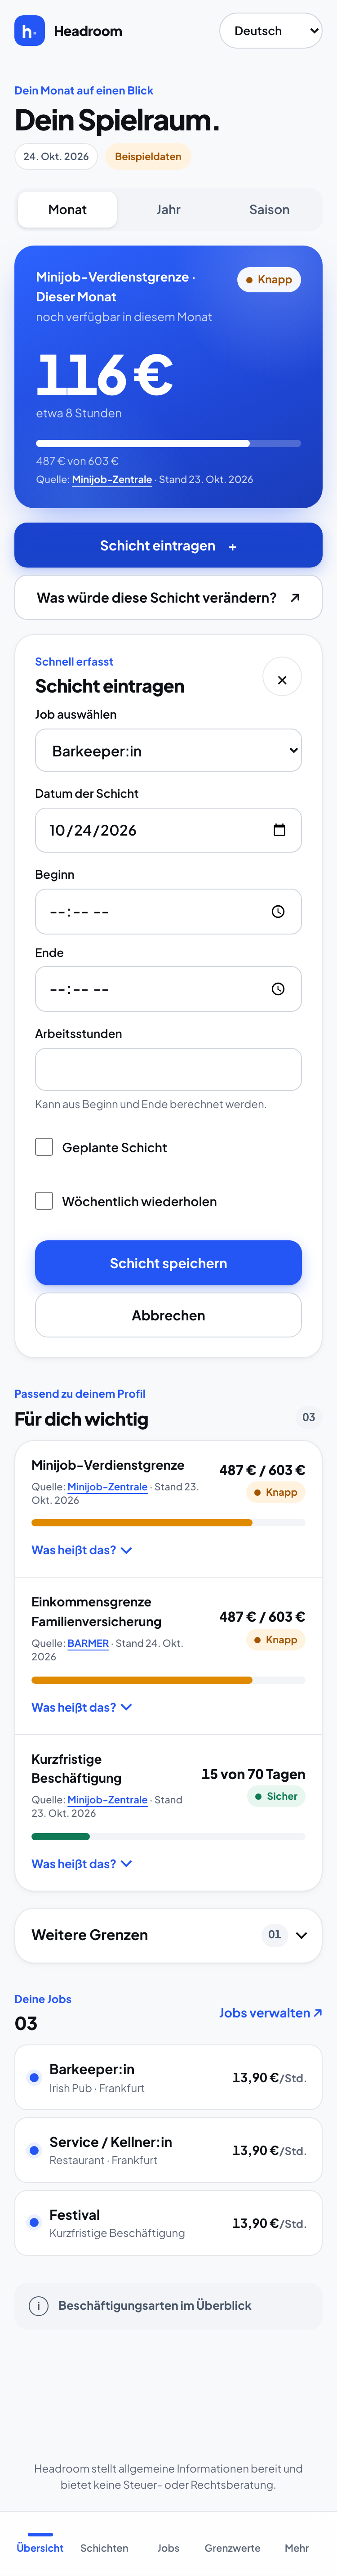 h.
Headroom
Deutsch
Dein Monat auf einen Blick
Dein Spielraum.
24. Okt. 2026
Beispieldaten
Monat
Jahr
Saison
Minijob-Verdienstgrenze ·
Dieser Monat
Knapp
noch verfügbar in diesem Monat
116 €
etwa 8 Stunden
487 € von 603 €
Quelle: Minijob-Zentrale · Stand 23. Okt. 2026
Schicht eintragen +
Was würde diese Schicht verändern? ↗
Schnell erfasst
Schicht eintragen
×
Job auswählen
Barkeeper:in
Datum der Schicht
10/24/2026
Beginn
--:-- --
Ende
--:-- --
Arbeitsstunden
Kann aus Beginn und Ende berechnet werden.
Geplante Schicht
Wöchentlich wiederholen
Schicht speichern
Abbrechen
Passend zu deinem Profil
Für dich wichtig
03
Minijob-Verdienstgrenze
487 € / 603 €
Quelle: Minijob-Zentrale · Stand 23.
Okt. 2026
Knapp
Was heißt das?
Einkommensgrenze
Familienversicherung
487 € / 603 €
Quelle: BARMER · Stand 24. Okt.
2026
Knapp
Was heißt das?
Kurzfristige
Beschäftigung
15 von 70 Tagen
Quelle: Minijob-Zentrale · Stand
23. Okt. 2026
Sicher
Was heißt das?
Weitere Grenzen
01
Deine Jobs
03
Jobs verwalten ↗
Barkeeper:in
Irish Pub · Frankfurt
13,90 €/Std.
Service / Kellner:in
Restaurant · Frankfurt
13,90 €/Std.
Festival
Kurzfristige Beschäftigung
13,90 €/Std.
i
Beschäftigungsarten im Überblick
Headroom stellt allgemeine Informationen bereit und
bietet keine Steuer- oder Rechtsberatung.
Übersicht
Schichten
Jobs
Grenzwerte
Mehr